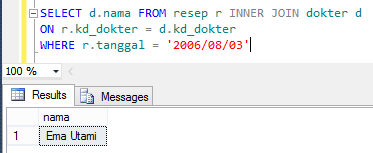 SELECT d.nama FROM resep r INNER JOIN dokter d
ON r.kd_dokter = d.kd_dokter
WHERE r.tanggal = '2006/08/03'
100 %
Results Messages
nama
1 Ema Utami